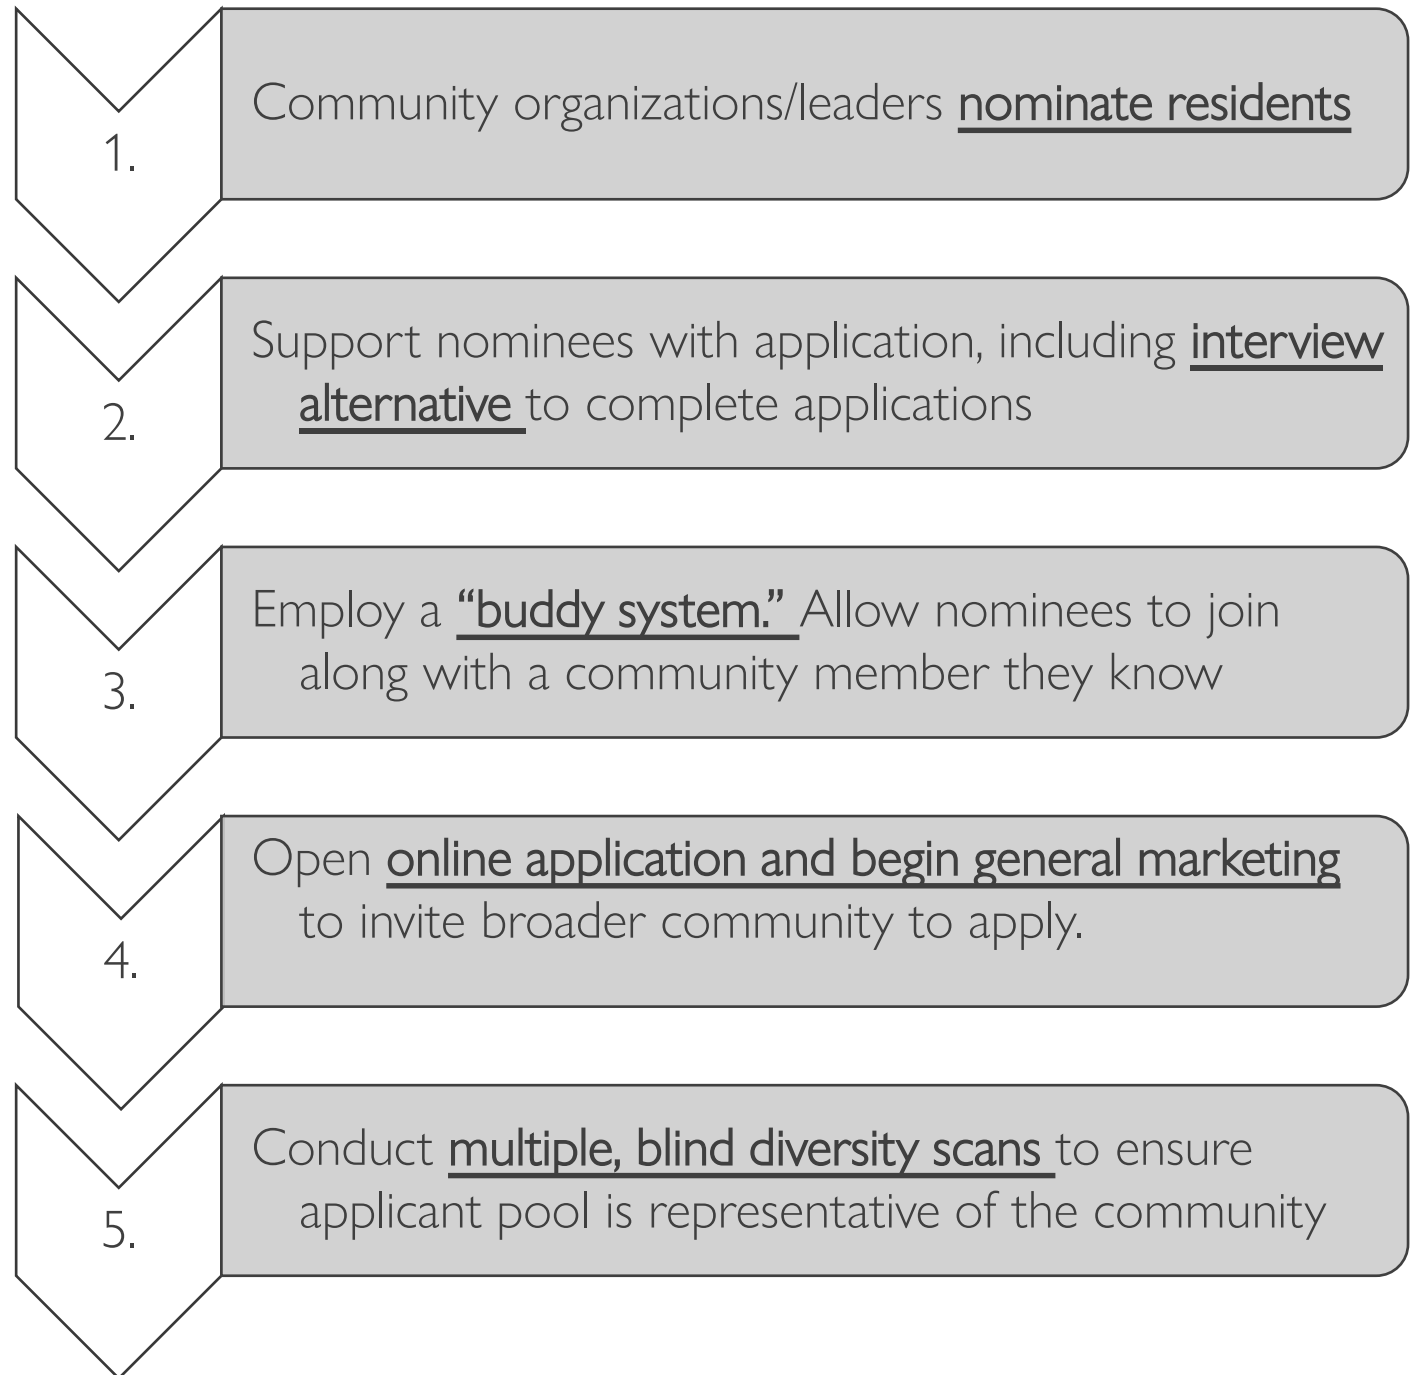 1.
Community organizations/leaders nominate residents
2.
Support nominees with application, including interview
alternative to complete applications
3.
Employ a “buddy system.” Allow nominees to join
along with a community member they know
4.
Open online application and begin general marketing
to invite broader community to apply.
5.
Conduct multiple, blind diversity scans to ensure
applicant pool is representative of the community